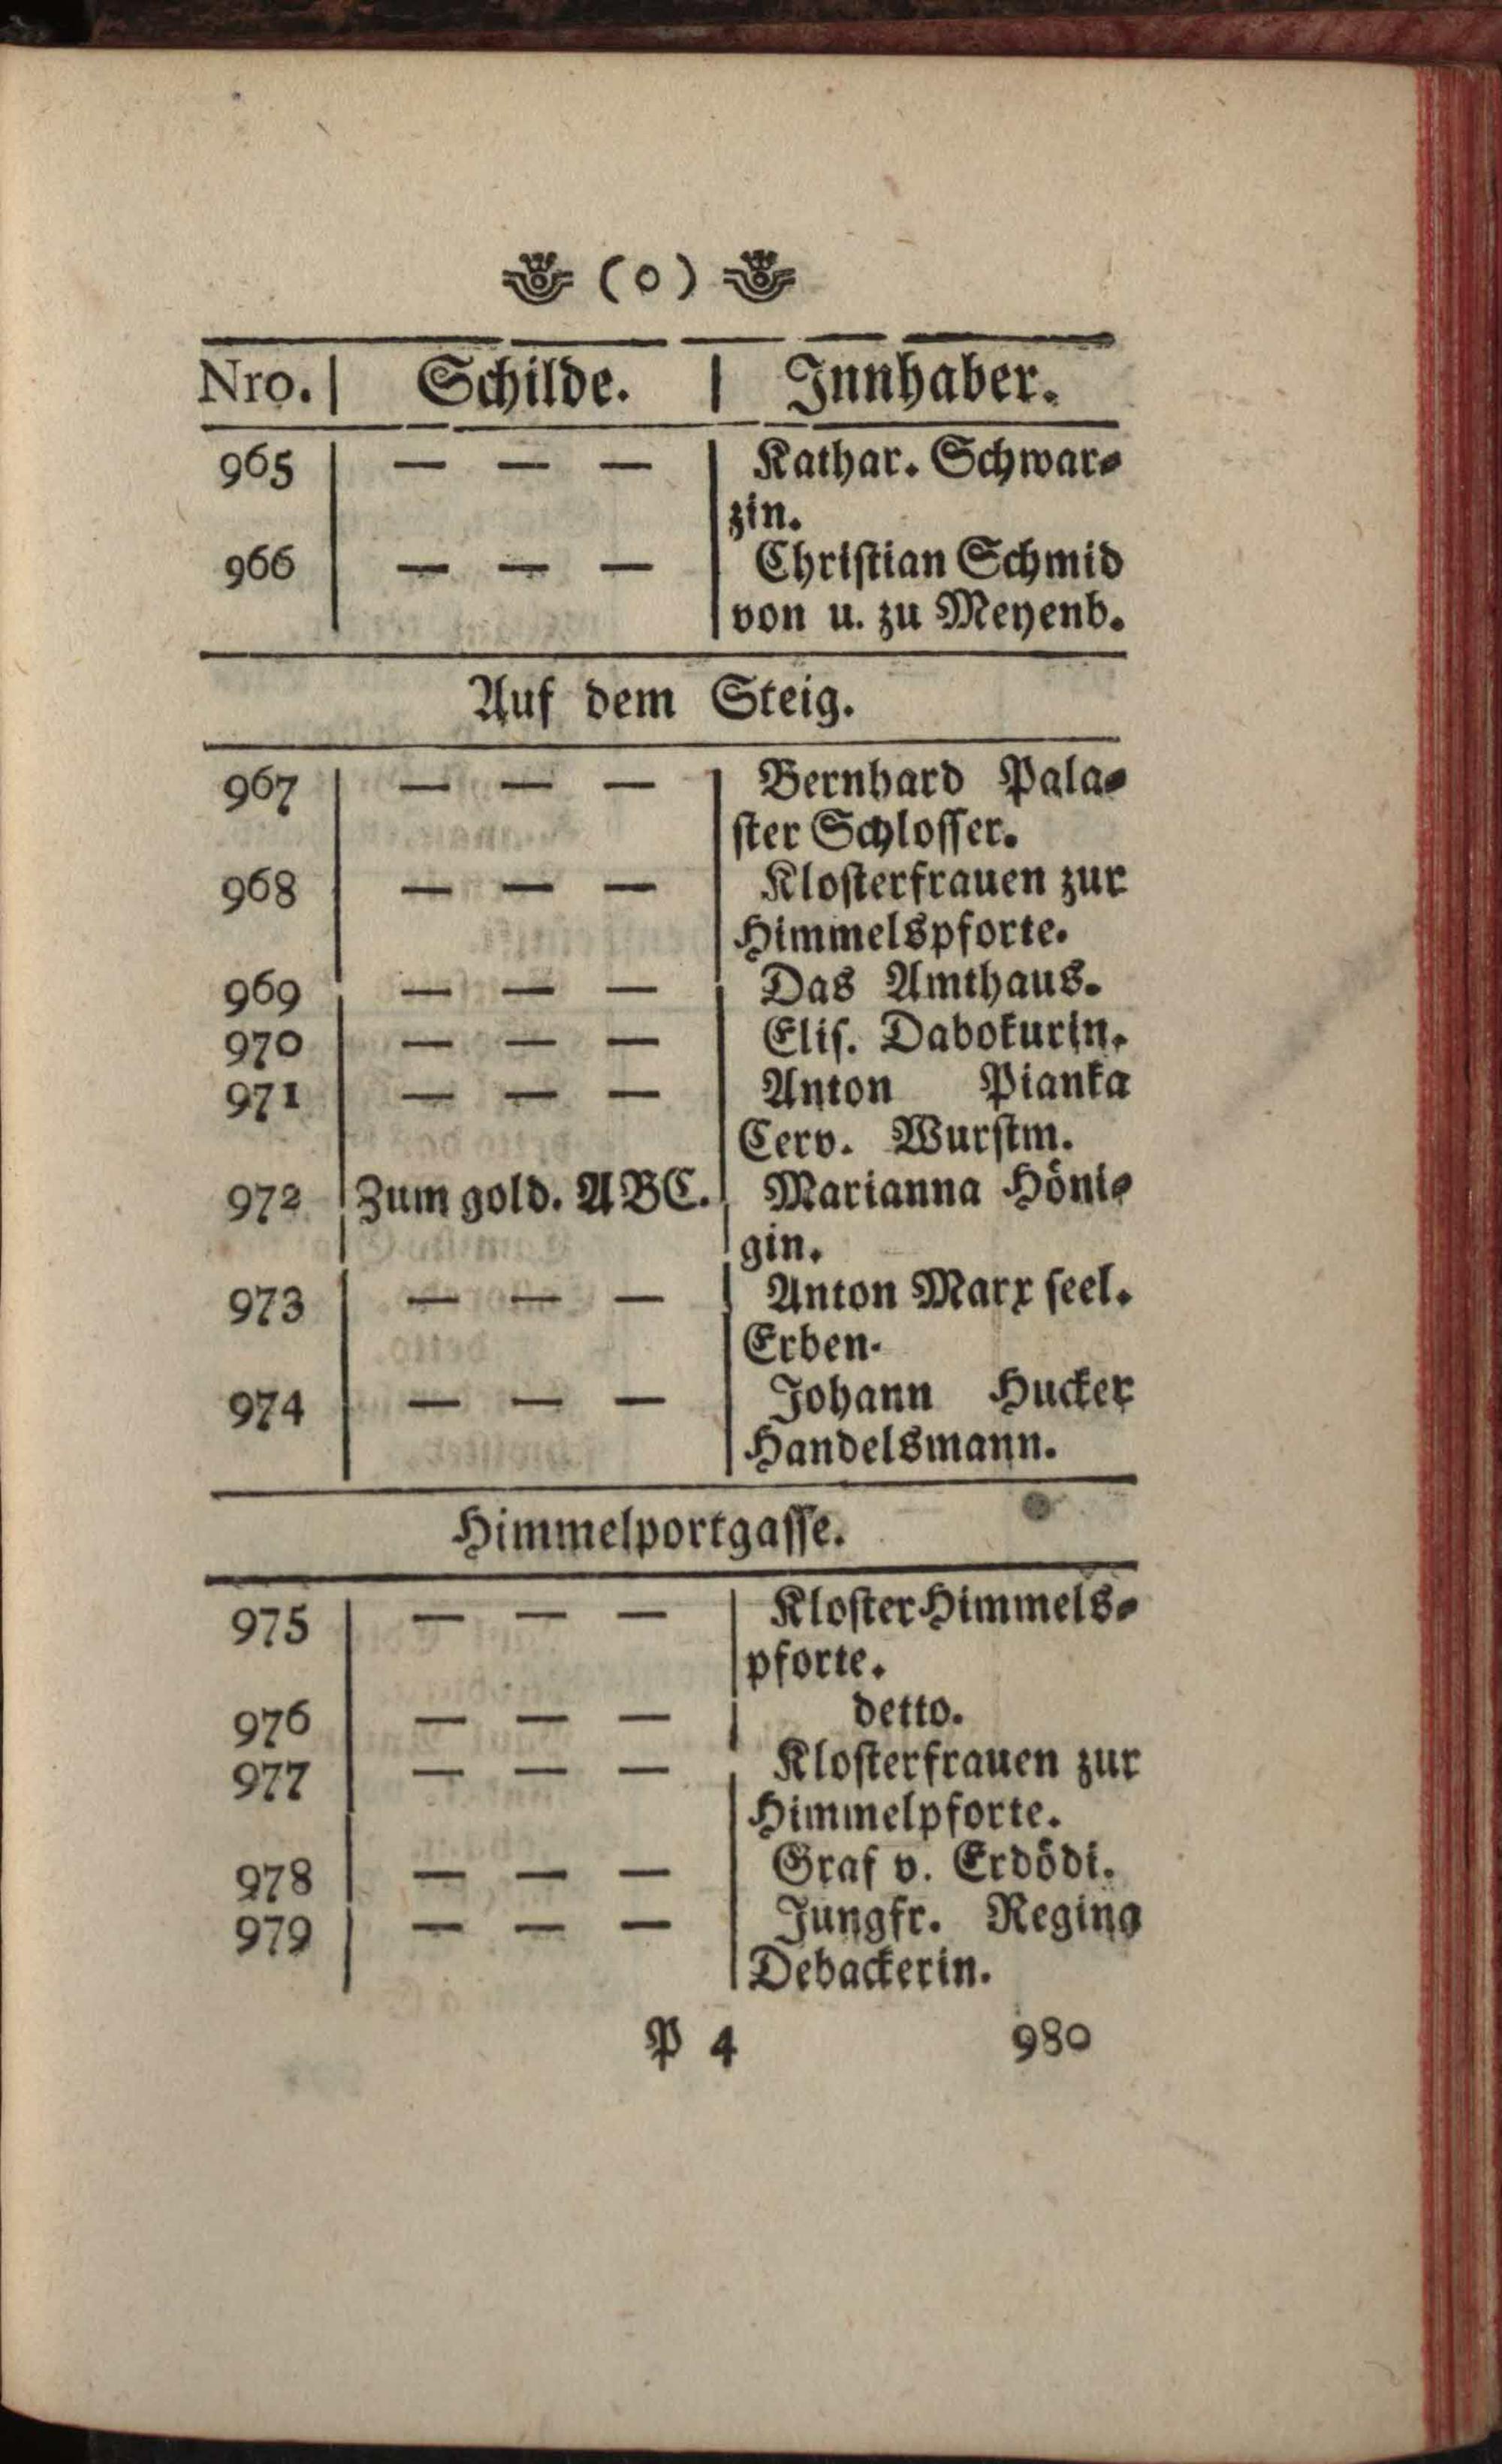 (o)
Nro. | Schilde. | Innhaber.
965 | — — — | Kathar. Schwar-
zin.
966 | — — — | Christian Schmid
von u. zu Meyenb.
Auf dem Steig.
967 | — — — | Bernhard Pala-
ster Schlosser.
968 | — — — | Klosterfrauen zur
Himmelspforte.
969 | — — — | Das Amthaus.
970 | — — — | Elis. Dabokurin.
971 | — — — | Anton Pianka
Cerv. Wurstm.
972 | Zum gold. ABC. | Marianna Höni-
gin.
973 | — — — | Anton Marx seel.
Erben.
974 | — — — | Johann Hucker
Handelsmann.
Himmelportgasse.
975 | — — — | Kloster Himmels-
pforte.
976 | — — — | detto.
977 | — — — | Klosterfrauen zur
Himmelpforte.
978 | — — — | Graf v. Erdödi.
979 | — — — | Jungfr. Regina
Debackerin.
P 4 980